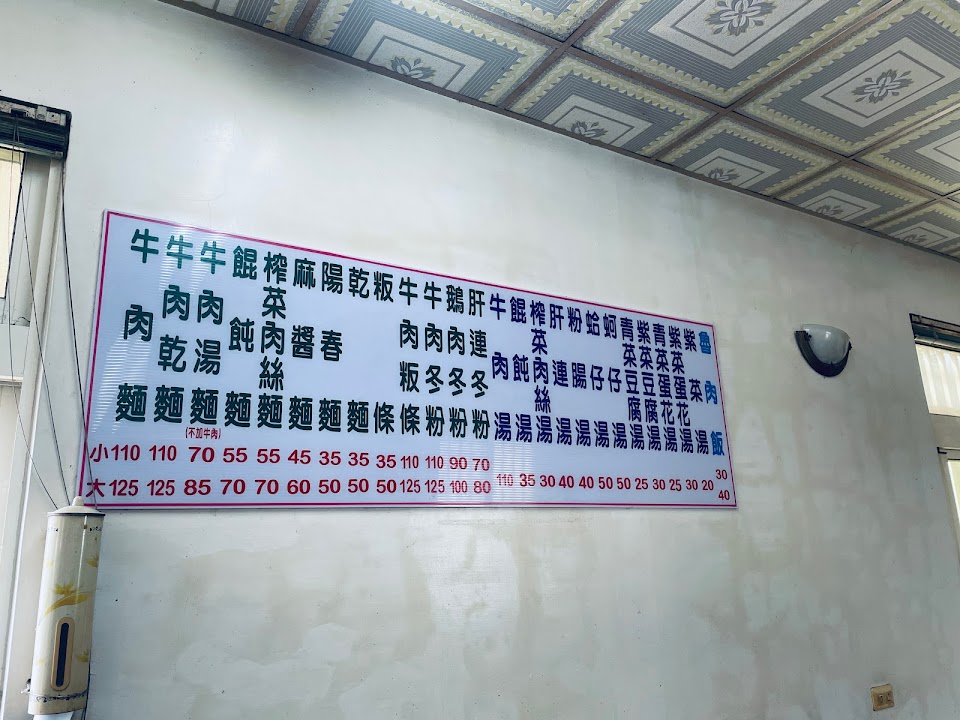 牛肉麵
牛肉乾麵
牛肉湯麵
(不加牛肉)
餛飩麵
榨菜肉絲麵
麻醬麵
陽春麵
乾麵
粄條
牛肉粄條
牛肉冬粉
鵝肉冬粉
肝連冬粉
牛肉湯
餛飩湯
榨菜肉絲湯
肝連湯
粉腸湯
蛤仔湯
蚵仔湯
青菜豆腐湯
紫菜豆腐湯
青菜蛋花湯
紫菜蛋花湯
紫菜湯
魯肉飯
小 110 110 70 55 55 45 35 35 35 110 110 90 70
大 125 125 85 70 70 60 50 50 50 125 125 100 80
110 35 30 40 40 50 50 25 30 25 30 20
30
40